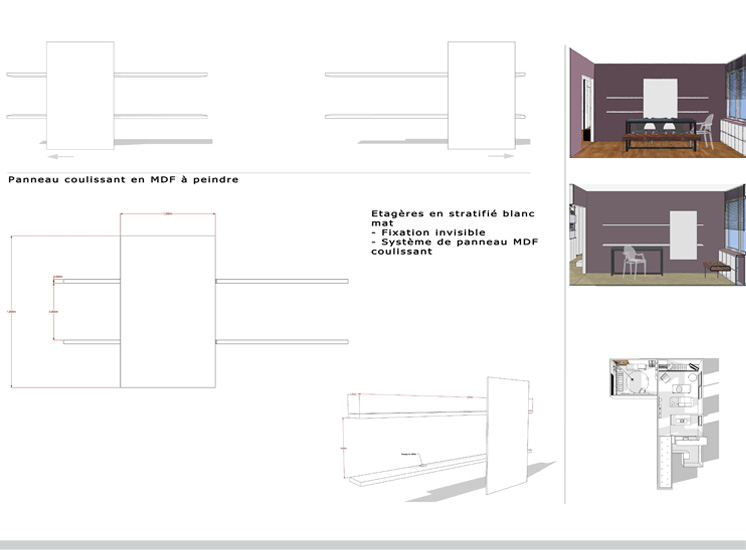 Panneau coulissant en MDF à peindre
Etagères en stratifié blanc
mat
- Fixation invisible
- Système de panneau MDF
coulissant